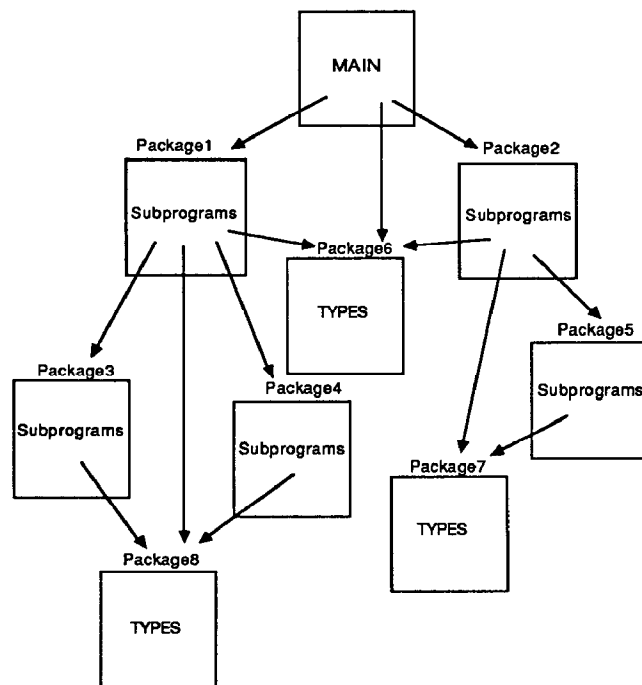 MAIN
Package1
Package2
Subprograms
Subprograms
Package6
TYPES
Package5
Package3
Package4
Subprograms
Subprograms
Subprograms
Package7
TYPES
Package8
TYPES